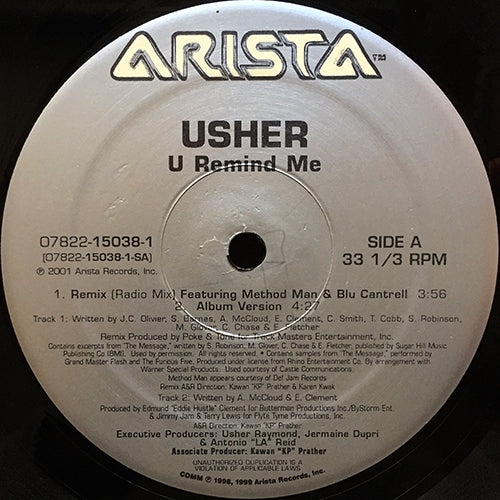 ARISTA™
USHER
U Remind Me
07822-15038-1
[07822-15038-1-SA]
℗ 2001 Arista Records, Inc.
SIDE A
33 1/3 RPM
1. Remix (Radio Mix) Featuring Method Man & Blu Cantrell 3:56
2. Album Version 4:27
Track 1: Written by J.C. Oliver, S. Barnes, A. McCloud, E. Clement, C. Smith, T. Cobb, S. Robinson,
M. Glover, C. Chase & E. Fletcher
Remix Produced by Poke & Tone for Track Masters Entertainment, Inc.
Contains excerpts from "The Message," written by S. Robinson, M. Glover, C. Chase & E. Fletcher, published by Sugar Hill Music
Publishing Co (BMI). Used by permission. All rights reserved. • Contains samples from "The Message," performed by
Grand Master Flash and The Furious Five. Produced under license from Rhino Entertainment Co. By arrangement with
Warner Special Products. Used courtesy of Castle Communications.
Method Man appears courtesy of Def Jam Records
Remix A&R Direction: Kawan "KP" Prather & Karen Kwak
Track 2: Written by A. McCloud & E. Clement
Produced by Edmund "Eddie Hustle" Clement for Butterman Productions Inc./ByStorm Ent.
& Jimmy Jam & Terry Lewis for Flyte Tyme Productions, Inc.
A&R Direction: Kawan "KP" Prather
Executive Producers: Usher Raymond, Jermaine Dupri
& Antonio "LA" Reid
Associate Producer: Kawan "KP" Prather
UNAUTHORIZED DUPLICATION IS A
VIOLATION OF APPLICABLE LAWS
COMM ℗ 1998, 1999 Arista Records, Inc.